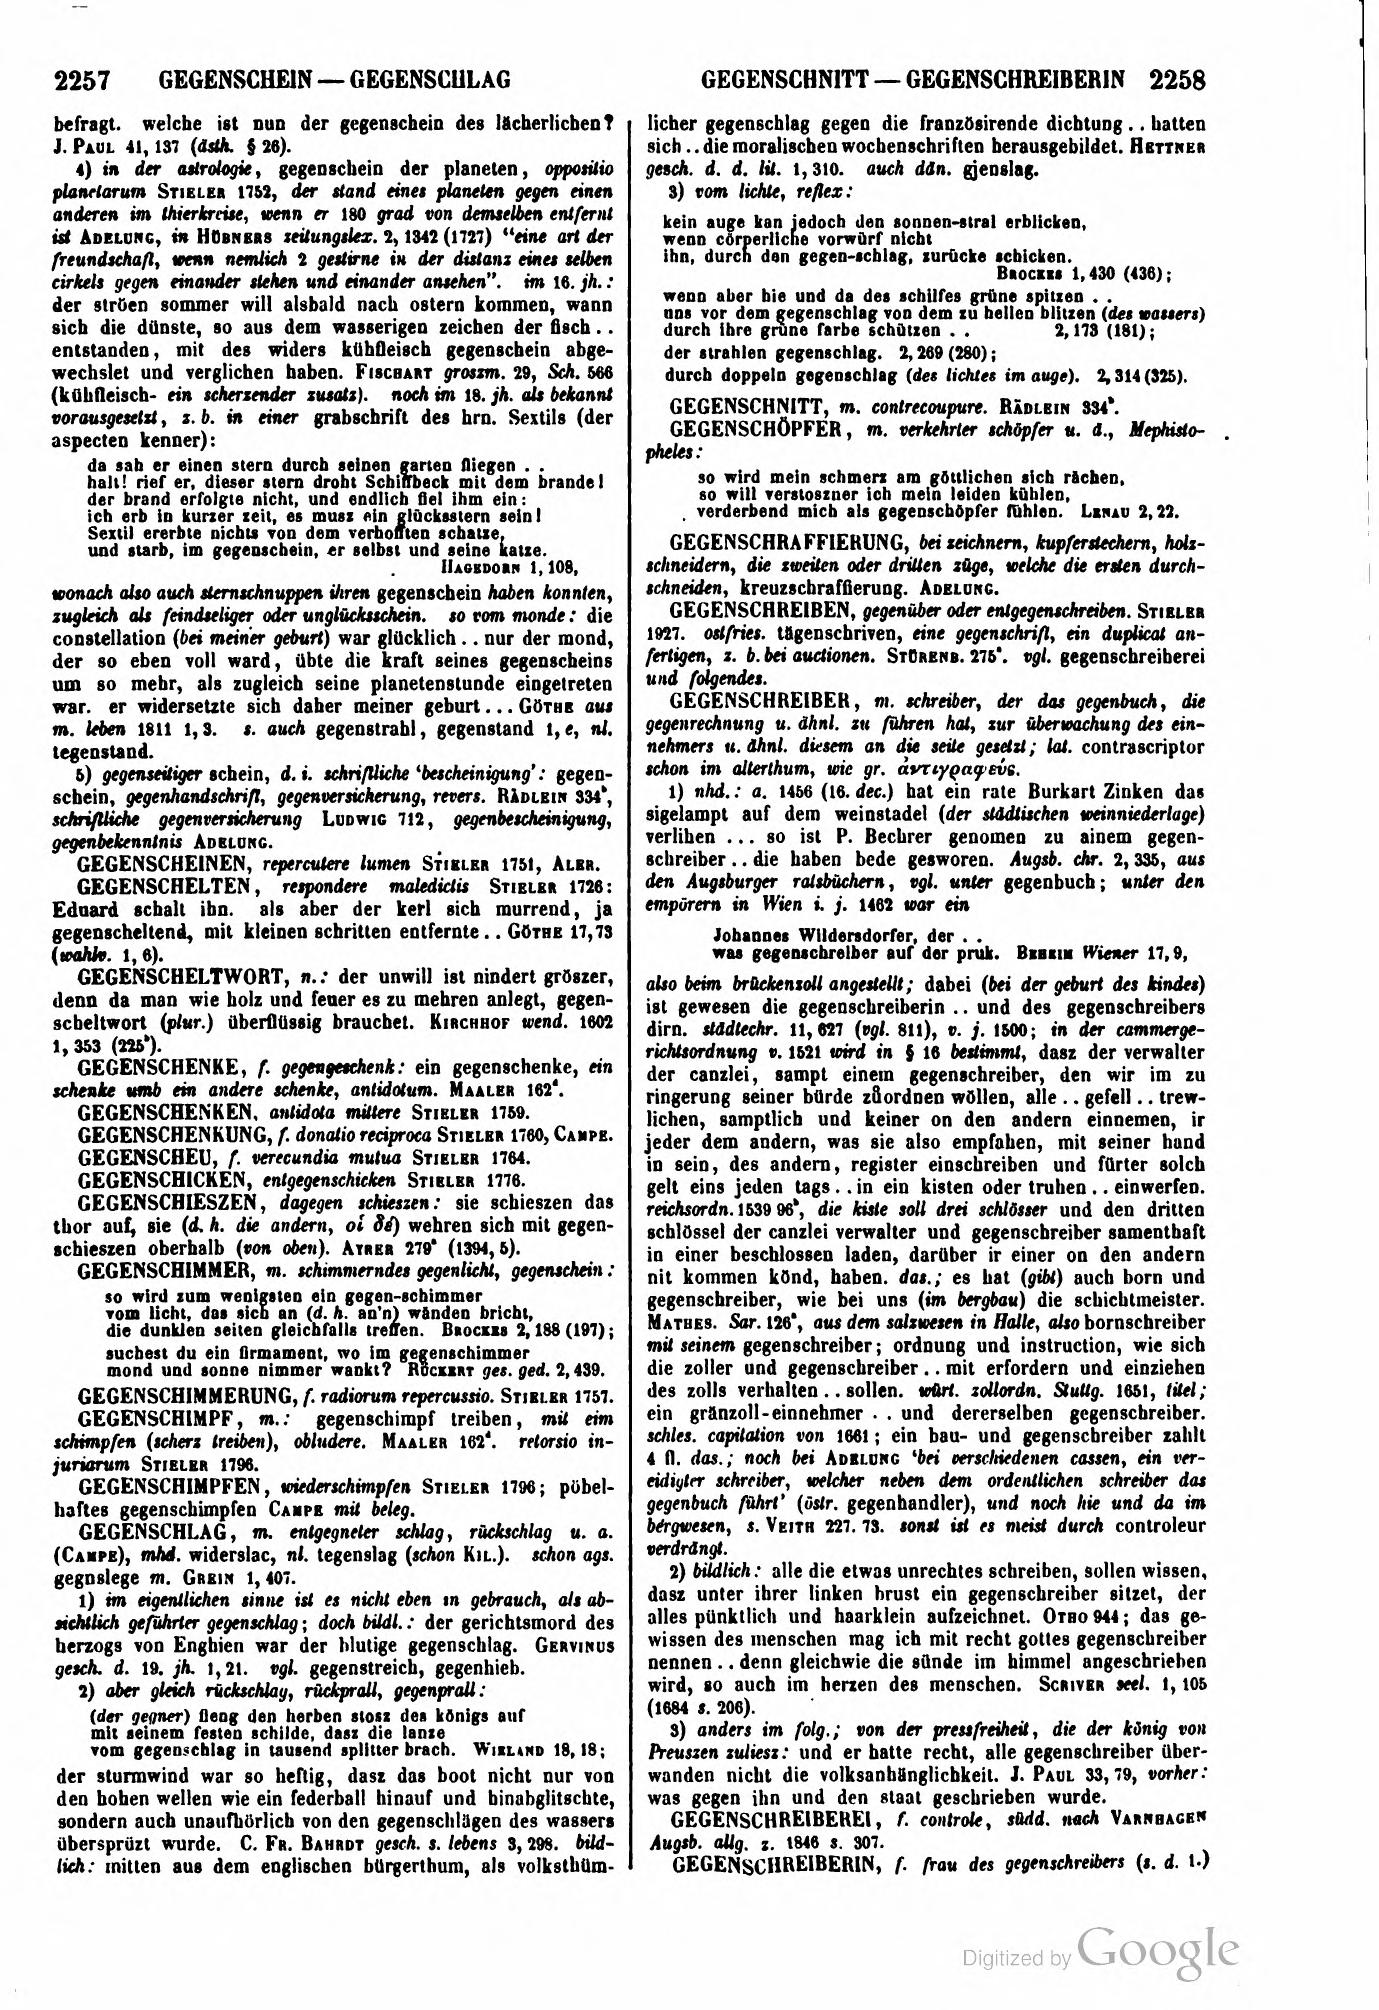 2257 GEGENSCHEIN — GEGENSCHLAG
befragt. welche ist nun der gegenschein des lächerlichen?
J. PAUL 41, 137 (ästh. § 26).
4) in der astrologie, gegenschein der planeten, oppositio
planetarum STIELER 1752, der stand eines planeten gegen einen
anderen im thierkreise, wenn er 180 grad von demselben entfernt
ist ADELUNG, in HÜBNERS zeitungslex. 2, 1342 (1727) “eine art der
freundschaft, wenn nemlich 2 gestirne in der distanz eines selben
cirkels gegen einander stehen und einander ansehen”. im 16. jh.:
der ströen sommer will alsbald nach ostern kommen, wann
sich die dünste, so aus dem wasserigen zeichen der fisch . .
entstanden, mit des widers kühfleisch gegenschein abge-
wechslet und verglichen haben. FISCHART groszm. 29, Sch. 566
(kühfleisch- ein scherzender zusatz). noch im 18. jh. als bekannt
vorausgesetzt, z. b. in einer grabschrift des hrn. Sextils (der
aspecten kenner):
da sah er einen stern durch seinen garten fliegen . .
halt! rief er, dieser stern droht Schiffbeck mit dem brande!
der brand erfolgte nicht, und endlich fiel ihm ein:
ich erb in kurzer zeit, es musz ein glücksstern sein!
Sextil ererbte nichts von dem verhofften schatze,
und starb, im gegenschein, er selbst und seine katze.
HAGEDORN 1, 108,
wonach also auch sternschnuppen ihren gegenschein haben konnten,
zugleich als feindseliger oder unglücksschein. so vom monde: die
constellation (bei meiner geburt) war glücklich . . nur der mond,
der so eben voll ward, übte die kraft seines gegenscheins
um so mehr, als zugleich seine planetenstunde eingetreten
war. er widersetzte sich daher meiner geburt... GÖTHE aus
m. leben 1811 1, 3. s. auch gegenstrahl, gegenstand 1, e, nl.
tegenstand.
5) gegenseitiger schein, d. i. schriftliche ‘bescheinigung’: gegen-
schein, gegenhandschrift, gegenversicherung, revers. RÄDLEIN 334ᵇ,
schriftliche gegenversicherung LUDWIG 712, gegenbescheinigung,
gegenbekenntnis ADELUNG.
GEGENSCHEINEN, repercutere lumen STIELER 1751, ALER.
GEGENSCHELTEN, respondere maledictis STIELER 1726:
Eduard schalt ihn. als aber der kerl sich murrend, ja
gegenscheltend, mit kleinen schritten entfernte . . GÖTHE 17, 73
(wahlv. 1, 6).
GEGENSCHELTWORT, n.: der unwill ist nindert gröszer,
denn da man wie holz und feuer es zu mehren anlegt, gegen-
scheltwort (plur.) überflüssig brauchet. KIRCHHOF wend. 1602
1, 353 (225ᵇ).
GEGENSCHENKE, f. gegengeschenk: ein gegenschenke, ein
schenke umb ein andere schenke, antidotum. MAALER 162ᵈ.
GEGENSCHENKEN, antidota mittere STIELER 1759.
GEGENSCHENKUNG, f. donatio reciproca STIELER 1760, CAMPE.
GEGENSCHEU, f. verecundia mutua STIELER 1764.
GEGENSCHICKEN, entgegenschicken STIELER 1776.
GEGENSCHIESZEN, dagegen schieszen: sie schieszen das
thor auf, sie (d. h. die andern, οἱ δέ) wehren sich mit gegen-
schieszen oberhalb (von oben). AYRER 279ᵃ (1394, 5).
GEGENSCHIMMER, m. schimmerndes gegenlicht, gegenschein:
so wird zum wenigsten ein gegen-schimmer
vom licht, das sich an (d. h. an'n) wänden bricht,
die dunklen seiten gleichfalls treffen. BROCKES 2, 188 (197);
suchest du ein firmament, wo im gegenschimmer
mond und sonne nimmer wankt? RÜCKERT ges. ged. 2, 439.
GEGENSCHIMMERUNG, f. radiorum repercussio. STIELER 1757.
GEGENSCHIMPF, m.: gegenschimpf treiben, mit eim
schimpfen (scherz treiben), obludere. MAALER 162ᵈ. retorsio in-
juriarum STIELER 1796.
GEGENSCHIMPFEN, wiederschimpfen STIELER 1796; pöbel-
haftes gegenschimpfen CAMPE mit beleg.
GEGENSCHLAG, m. entgegneter schlag, rückschlag u. a.
(CAMPE), mhd. widerslac, nl. tegenslag (schon KIL.). schon ags.
gegnslege m. GREIN 1, 407.
1) im eigentlichen sinne ist es nicht eben in gebrauch, als ab-
sichtlich geführter gegenschlag; doch bildl.: der gerichtsmord des
herzogs von Enghien war der blutige gegenschlag. GERVINUS
gesch. d. 19. jh. 1, 21. vgl. gegenstreich, gegenhieb.
2) aber gleich rückschlag, rückprall, gegenprall:
(der gegner) fieng den herben stosz des königs auf
mit seinem festen schilde, dasz die lanze
vom gegenschlag in tausend splitter brach. WIELAND 18, 18;
der sturmwind war so heftig, dasz das boot nicht nur von
den hohen wellen wie ein federball hinauf und hinabglitschte,
sondern auch unaufhörlich von den gegenschlägen des wassers
übersprüzt wurde. C. FR. BAHRDT gesch. s. lebens 3, 298. bild-
lich: mitten aus dem englischen bürgerthum, als volksthüm-
GEGENSCHNITT — GEGENSCHREIBERIN 2258
licher gegenschlag gegen die französirende dichtung . . hatten
sich . . die moralischen wochenschriften herausgebildet. HETTNER
gesch. d. d. lit. 1, 310. auch dän. gjenslag.
3) vom lichte, reflex:
kein auge kan jedoch den sonnen-stral erblicken,
wenn cörperliche vorwürf nicht
ihn, durch den gegen-schlag, zurücke schicken.
BROCKES 1, 430 (436);
wenn aber hie und da des schilfes grüne spitzen . .
uns vor dem gegenschlag von dem zu hellen blitzen (des wassers)
durch ihre grüne farbe schützen . . 2, 173 (181);
der strahlen gegenschlag. 2, 269 (280);
durch doppeln gegenschlag (des lichtes im auge). 2, 314 (325).
GEGENSCHNITT, m. contrecoupure. RÄDLEIN 334ᵇ.
GEGENSCHÖPFER, m. verkehrter schöpfer u. ä., Mephisto-
pheles:
so wird mein schmerz am göttlichen sich rächen,
so will verstoszner ich mein leiden kühlen,
verderbend mich als gegenschöpfer fühlen. LENAU 2, 22.
GEGENSCHRAFFIERUNG, bei zeichnern, kupferstechern, holz-
schneidern, die zweiten oder dritten züge, welche die ersten durch-
schneiden, kreuzschraffierung. ADELUNG.
GEGENSCHREIBEN, gegenüber oder entgegenschreiben. STIELER
1927. ostfries. tägenschriven, eine gegenschrift, ein duplicat an-
fertigen, z. b. bei auctionen. STÜRENB. 275ᵃ. vgl. gegenschreiberei
und folgendes.
GEGENSCHREIBER, m. schreiber, der das gegenbuch, die
gegenrechnung u. ähnl. zu führen hat, zur überwachung des ein-
nehmers u. ähnl. diesem an die seite gesetzt; lat. contrascriptor
schon im alterthum, wie gr. ἀντιγραφεύς.
1) nhd.: a. 1456 (16. dec.) hat ein rate Burkart Zinken das
sigelampt auf dem weinstadel (der städtischen weinniederlage)
verlihen ... so ist P. Bechrer genomen zu ainem gegen-
schreiber . . die haben bede gesworen. Augsb. chr. 2, 335, aus
den Augsburger ratsbüchern, vgl. unter gegenbuch; unter den
empörern in Wien i. j. 1462 war ein
Johannes Wildersdorfer, der . .
was gegenschreiber auf der pruk. BEHEIM Wiener 17, 9,
also beim brückenzoll angestellt; dabei (bei der geburt des kindes)
ist gewesen die gegenschreiberin . . und des gegenschreibers
dirn. städtechr. 11, 627 (vgl. 811), v. j. 1500; in der cammerge-
richtsordnung v. 1521 wird in § 16 bestimmt, dasz der verwalter
der canzlei, sampt einem gegenschreiber, den wir im zu
ringerung seiner bürde zůordnen wöllen, alle . . gefell . . trew-
lichen, samptlich und keiner on den andern einnemen, ir
jeder dem andern, was sie also empfahen, mit seiner hand
in sein, des andern, register einschreiben und fürter solch
gelt eins jeden tags . . in ein kisten oder truhen . . einwerfen.
reichsordn. 1539 96ᵇ, die kiste soll drei schlösser und den dritten
schlössel der canzlei verwalter und gegenschreiber samenthaft
in einer beschlossen laden, darüber ir einer on den andern
nit kommen könd, haben. das.; es hat (gibt) auch born und
gegenschreiber, wie bei uns (im bergbau) die schichtmeister.
MATHES. Sar. 126ᵇ, aus dem salzwesen in Halle, also bornschreiber
mit seinem gegenschreiber; ordnung und instruction, wie sich
die zoller und gegenschreiber . . mit erfordern und einziehen
des zolls verhalten . . sollen. würt. zollordn. Stuttg. 1651, titel;
ein gränzoll-einnehmer . . und dererselben gegenschreiber.
schles. capitation von 1661; ein bau- und gegenschreiber zahlt
4 fl. das.; noch bei ADELUNG ‘bei verschiedenen cassen, ein ver-
eidigter schreiber, welcher neben dem ordentlichen schreiber das
gegenbuch führt’ (östr. gegenhandler), und noch hie und da im
bergwesen, s. VEITH 227. 73. sonst ist es meist durch controleur
verdrängt.
2) bildlich: alle die etwas unrechtes schreiben, sollen wissen,
dasz unter ihrer linken brust ein gegenschreiber sitzet, der
alles pünktlich und haarklein aufzeichnet. OTHO 944; das ge-
wissen des menschen mag ich mit recht gottes gegenschreiber
nennen . . denn gleichwie die sünde im himmel angeschrieben
wird, so auch im herzen des menschen. SCRIVER seel. 1, 105
(1684 s. 206).
3) anders im folg.; von der pressfreiheit, die der könig von
Preuszen zuliesz: und er hatte recht, alle gegenschreiber über-
wanden nicht die volksanhänglichkeit. J. PAUL 33, 79, vorher:
was gegen ihn und den staat geschrieben wurde.
GEGENSCHREIBEREI, f. controle, südd. nach VARNHAGEN
Augsb. allg. z. 1846 s. 307.
GEGENSCHREIBERIN, f. frau des gegenschreibers (s. d. 1.)
Digitized by Google